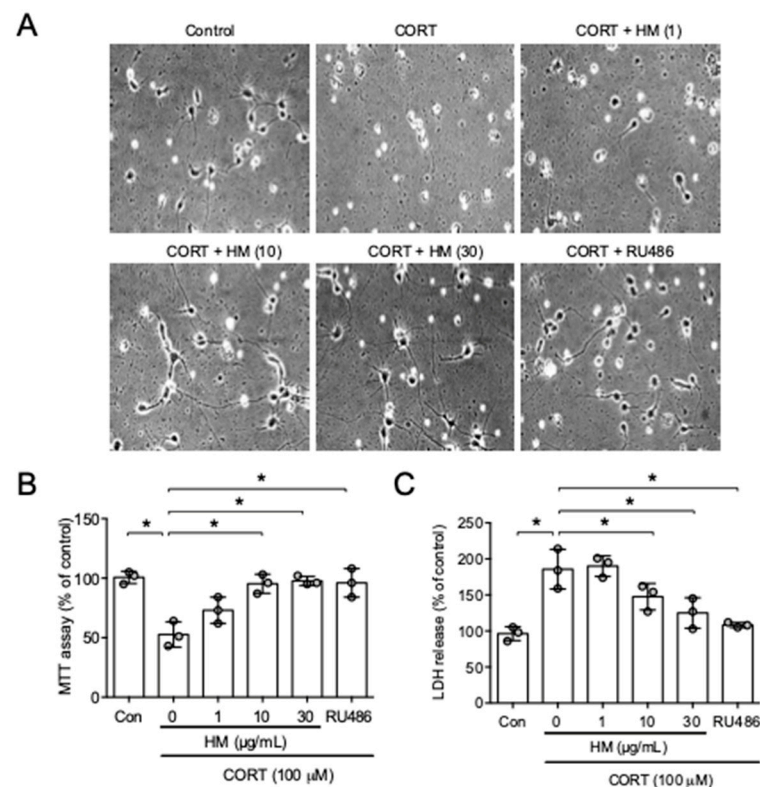 A
Control
CORT
CORT + HM (1)
CORT + HM (10)
CORT + HM (30)
CORT + RU486
B
*
*
*
*
MTT assay (% of control)
150
100
50
0
Con
0
1
10
30
RU486
HM (µg/mL)
CORT (100 µM)
C
*
*
*
*
LDH release (% of control)
250
200
150
100
50
0
Con
0
1
10
30
RU486
HM (µg/mL)
CORT (100 µM)